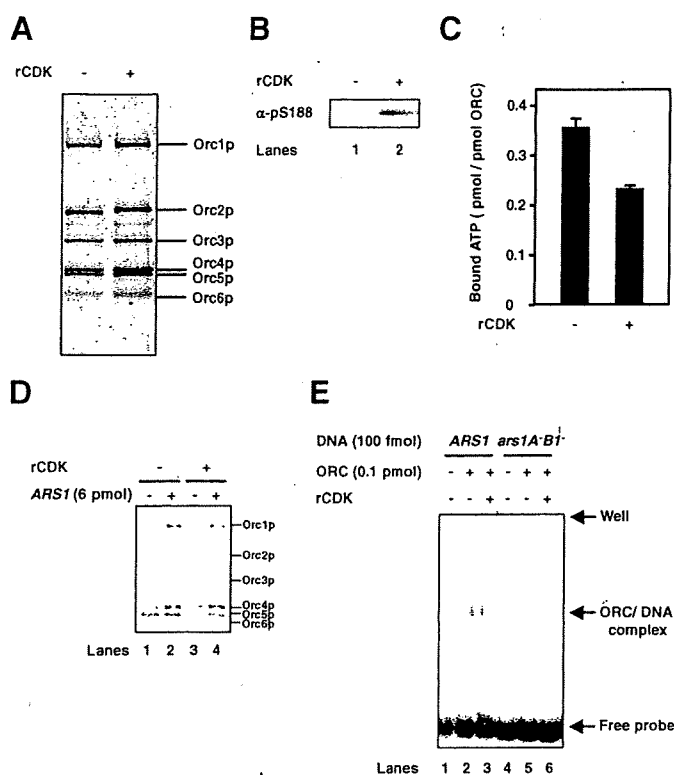 A
rCDK - +
Orc1p
Orc2p
Orc3p
Orc4p
Orc5p
Orc6p
B
rCDK - +
α-pS188
Lanes 1 2
C
Bound ATP ( pmol / pmol ORC)
0.4
0.3
0.2
0.1
0
rCDK - +
D
rCDK - +
ARS1 (6 pmol) - + - +
Orc1p
Orc2p
Orc3p
Orc4p
Orc5p
Orc6p
Lanes 1 2 3 4
E
DNA (100 fmol) ARS1 ars1A⁻B1⁻
ORC (0.1 pmol) - + + - + +
rCDK - - + - - +
Well
ORC/ DNA
complex
Free probe
Lanes 1 2 3 4 5 6